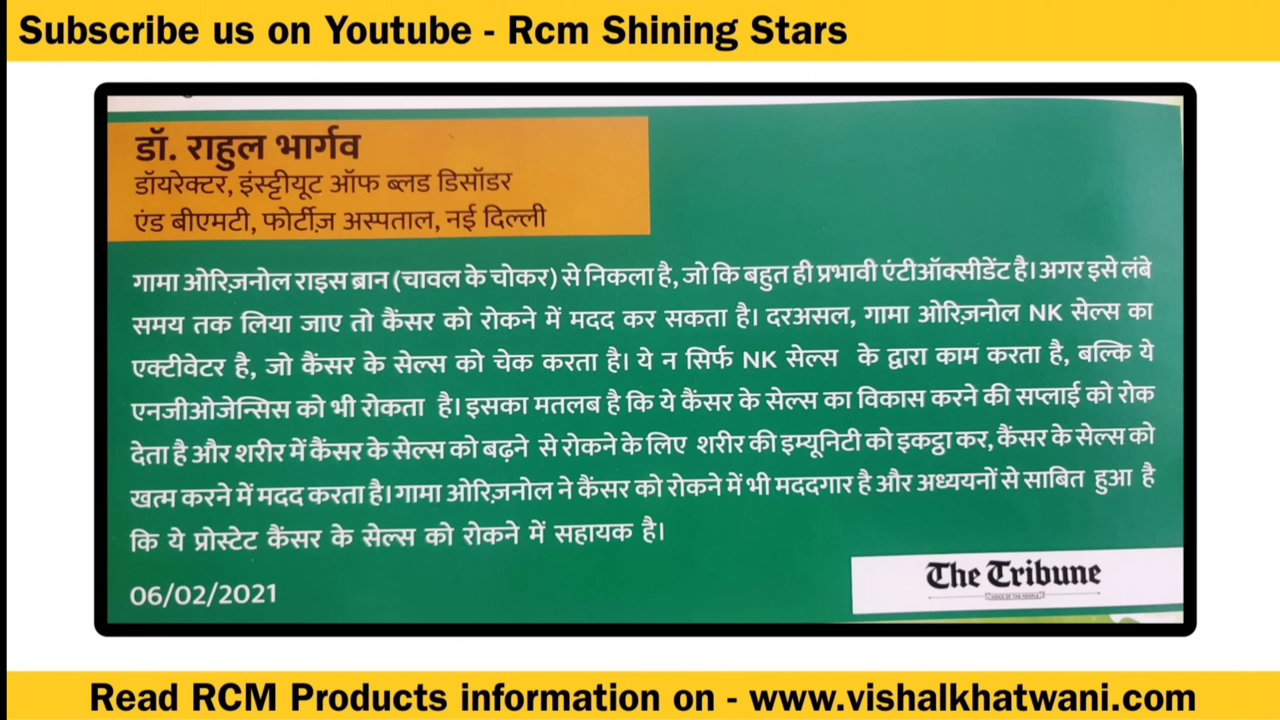 Subscribe us on Youtube - Rcm Shining Stars
डॉ. राहुल भार्गव
डॉयरेक्टर, इंस्ट्रीयूट ऑफ ब्लड डिसॉडर
एंड बीएमटी, फोर्टीज़ अस्पताल, नई दिल्ली
गामा ओरिज़नोल राइस ब्रान (चावल के चोकर) से निकला है, जो कि बहुत ही प्रभावी एंटीऑक्सीडेंट है। अगर इसे लंबे
समय तक लिया जाए तो कैंसर को रोकने में मदद कर सकता है। दरअसल, गामा ओरिज़नोल NK सेल्स का
एक्टीवेटर है, जो कैंसर के सेल्स को चेक करता है। ये न सिर्फ NK सेल्स के द्वारा काम करता है, बल्कि ये
एनजीओजेन्सिस को भी रोकता है। इसका मतलब है कि ये कैंसर के सेल्स का विकास करने की सप्लाई को रोक
देता है और शरीर में कैंसर के सेल्स को बढ़ने से रोकने के लिए शरीर की इम्यूनिटी को इकट्ठा कर, कैंसर के सेल्स को
खत्म करने में मदद करता है। गामा ओरिज़नोल ने कैंसर को रोकने में भी मददगार है और अध्ययनों से साबित हुआ है
कि ये प्रोस्टेट कैंसर के सेल्स को रोकने में सहायक है।
06/02/2021
The Tribune
VOICE OF THE PEOPLE
Read RCM Products information on - www.vishalkhatwani.com